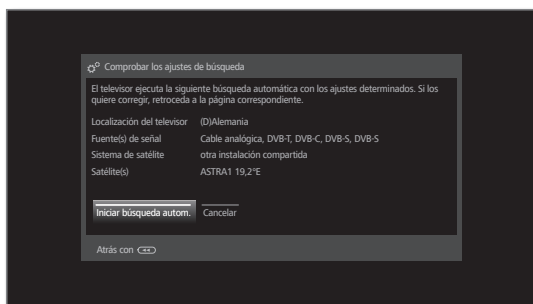 Comprobar los ajustes de búsqueda
El televisor ejecuta la siguiente búsqueda automática con los ajustes determinados. Si los
quiere corregir, retroceda a la página correspondiente.
Localización del televisor (D)Alemania
Fuente(s) de señal Cable analógica, DVB-T, DVB-C, DVB-S, DVB-S
Sistema de satélite otra instalación compartida
Satélite(s) ASTRA1 19,2°E
Iniciar búsqueda autom. Cancelar
Atrás con